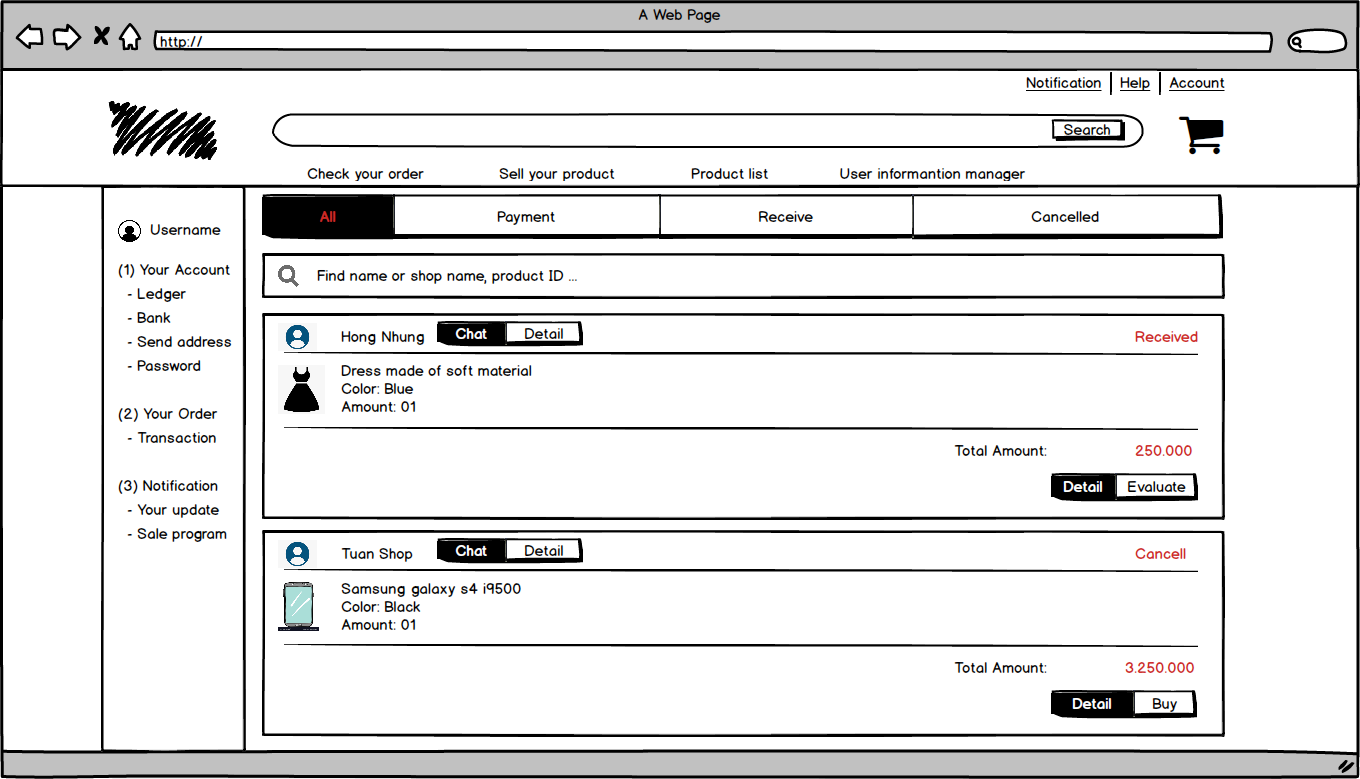 A Web Page
http://
Notification Help Account
Search
Check your order Sell your product Product list User informantion manager
Username
(1) Your Account
- Ledger
- Bank
- Send address
- Password
(2) Your Order
- Transaction
(3) Notification
- Your update
- Sale program
All Payment Receive Cancelled
Find name or shop name, product ID ...
Hong Nhung Chat Detail Received
Dress made of soft material
Color: Blue
Amount: 01
Total Amount: 250.000
Detail Evaluate
Tuan Shop Chat Detail Cancell
Samsung galaxy s4 i9500
Color: Black
Amount: 01
Total Amount: 3.250.000
Detail Buy